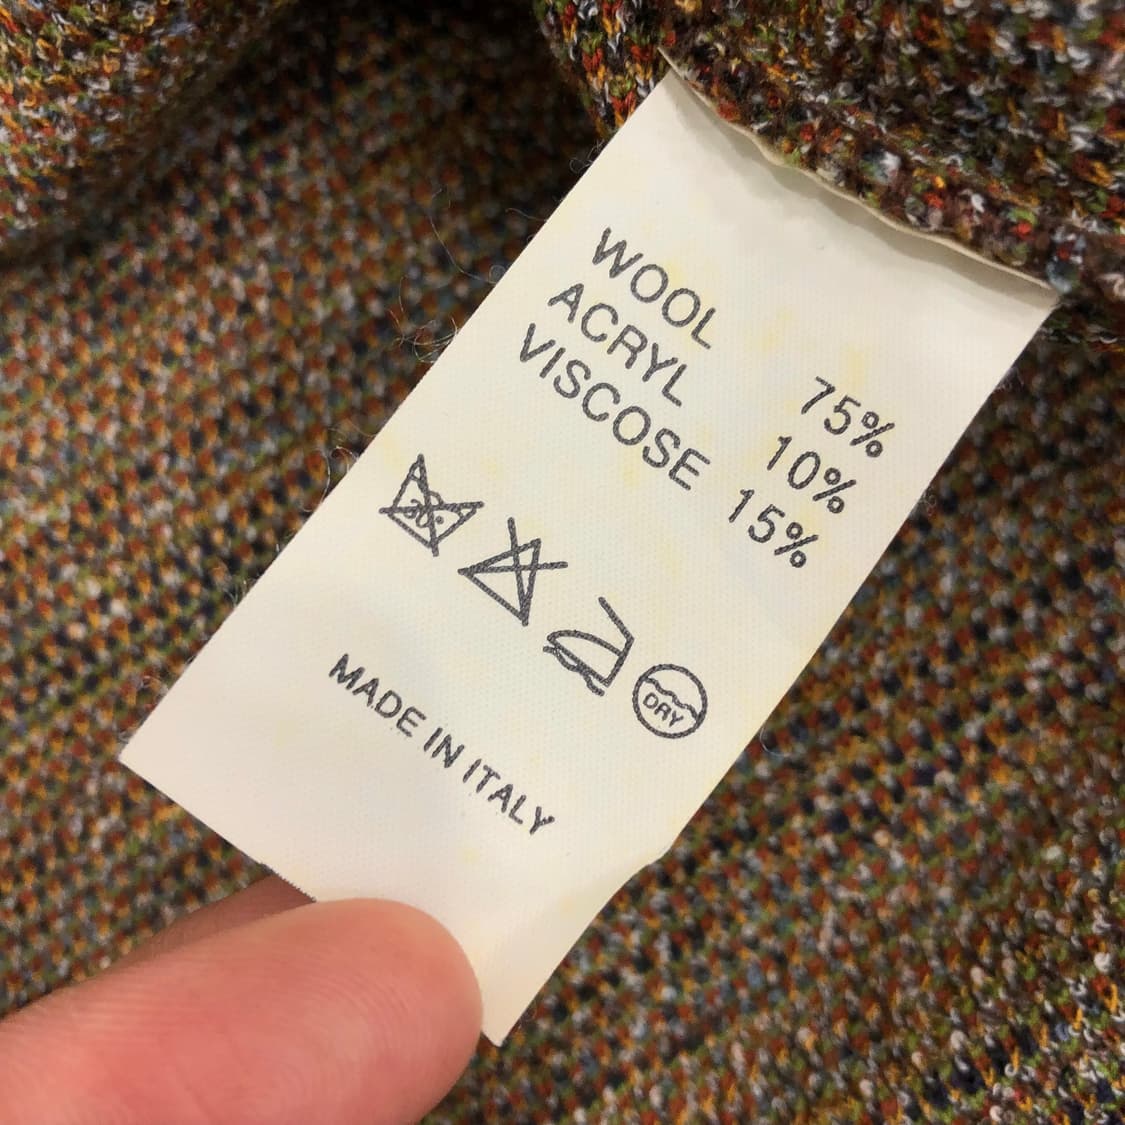 WOOL 75%
ACRYL 10%
VISCOSE 15%
DRY
MADE IN ITALY